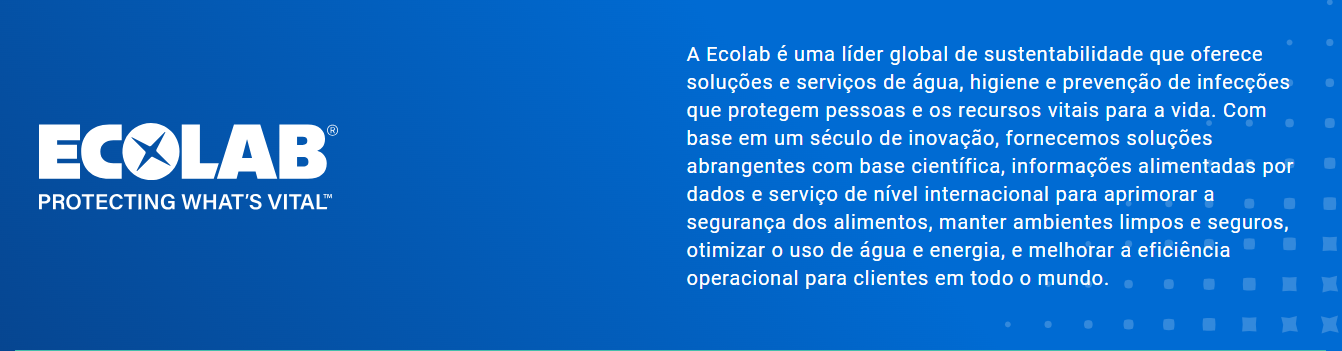 ECOLAB®
PROTECTING WHAT'S VITAL™
A Ecolab é uma líder global de sustentabilidade que oferece
soluções e serviços de água, higiene e prevenção de infecções
que protegem pessoas e os recursos vitais para a vida. Com
base em um século de inovação, fornecemos soluções
abrangentes com base científica, informações alimentadas por
dados e serviço de nível internacional para aprimorar a
segurança dos alimentos, manter ambientes limpos e seguros,
otimizar o uso de água e energia, e melhorar a eficiência
operacional para clientes em todo o mundo.